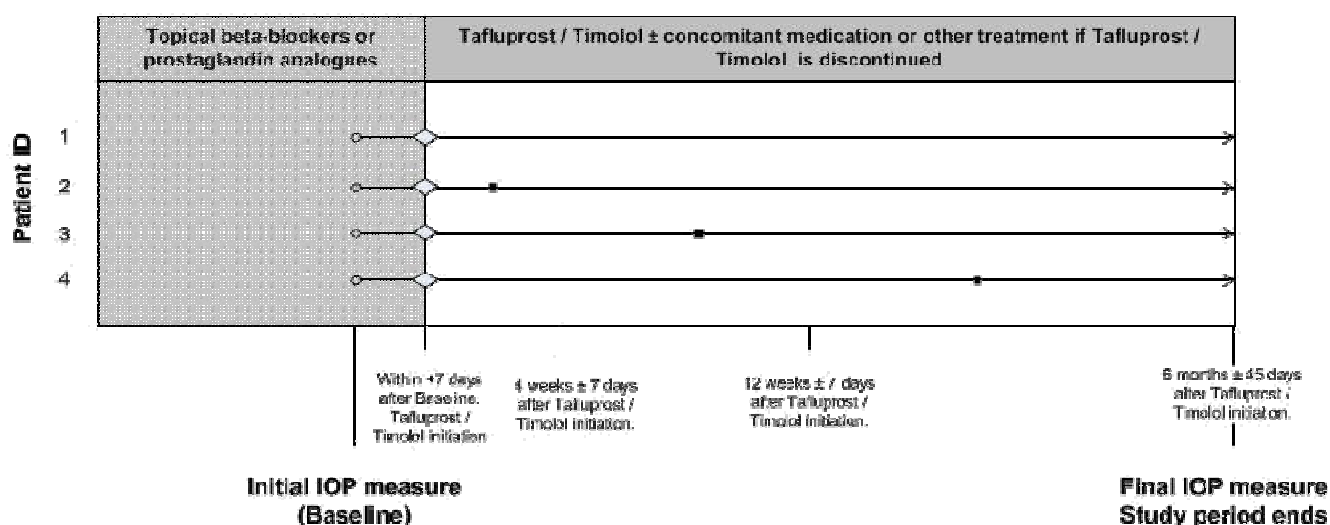 Topical beta-blockers or
prostaglandin analogues
Tafluprost / Timolol ± concomitant medication or other treatment if Tafluprost /
Timolol is discontinued
Patient ID
1
2
3
4
Within +7 days
after Baseline.
Tafluprost /
Timolol initiation
4 weeks ± 7 days
after Tafluprost /
Timolol initiation.
12 weeks ± 7 days
after Tafluprost /
Timolol initiation.
6 months ± 45 days
after Tafluprost /
Timolol initiation.
Initial IOP measure
(Baseline)
Final IOP measure
Study period ends